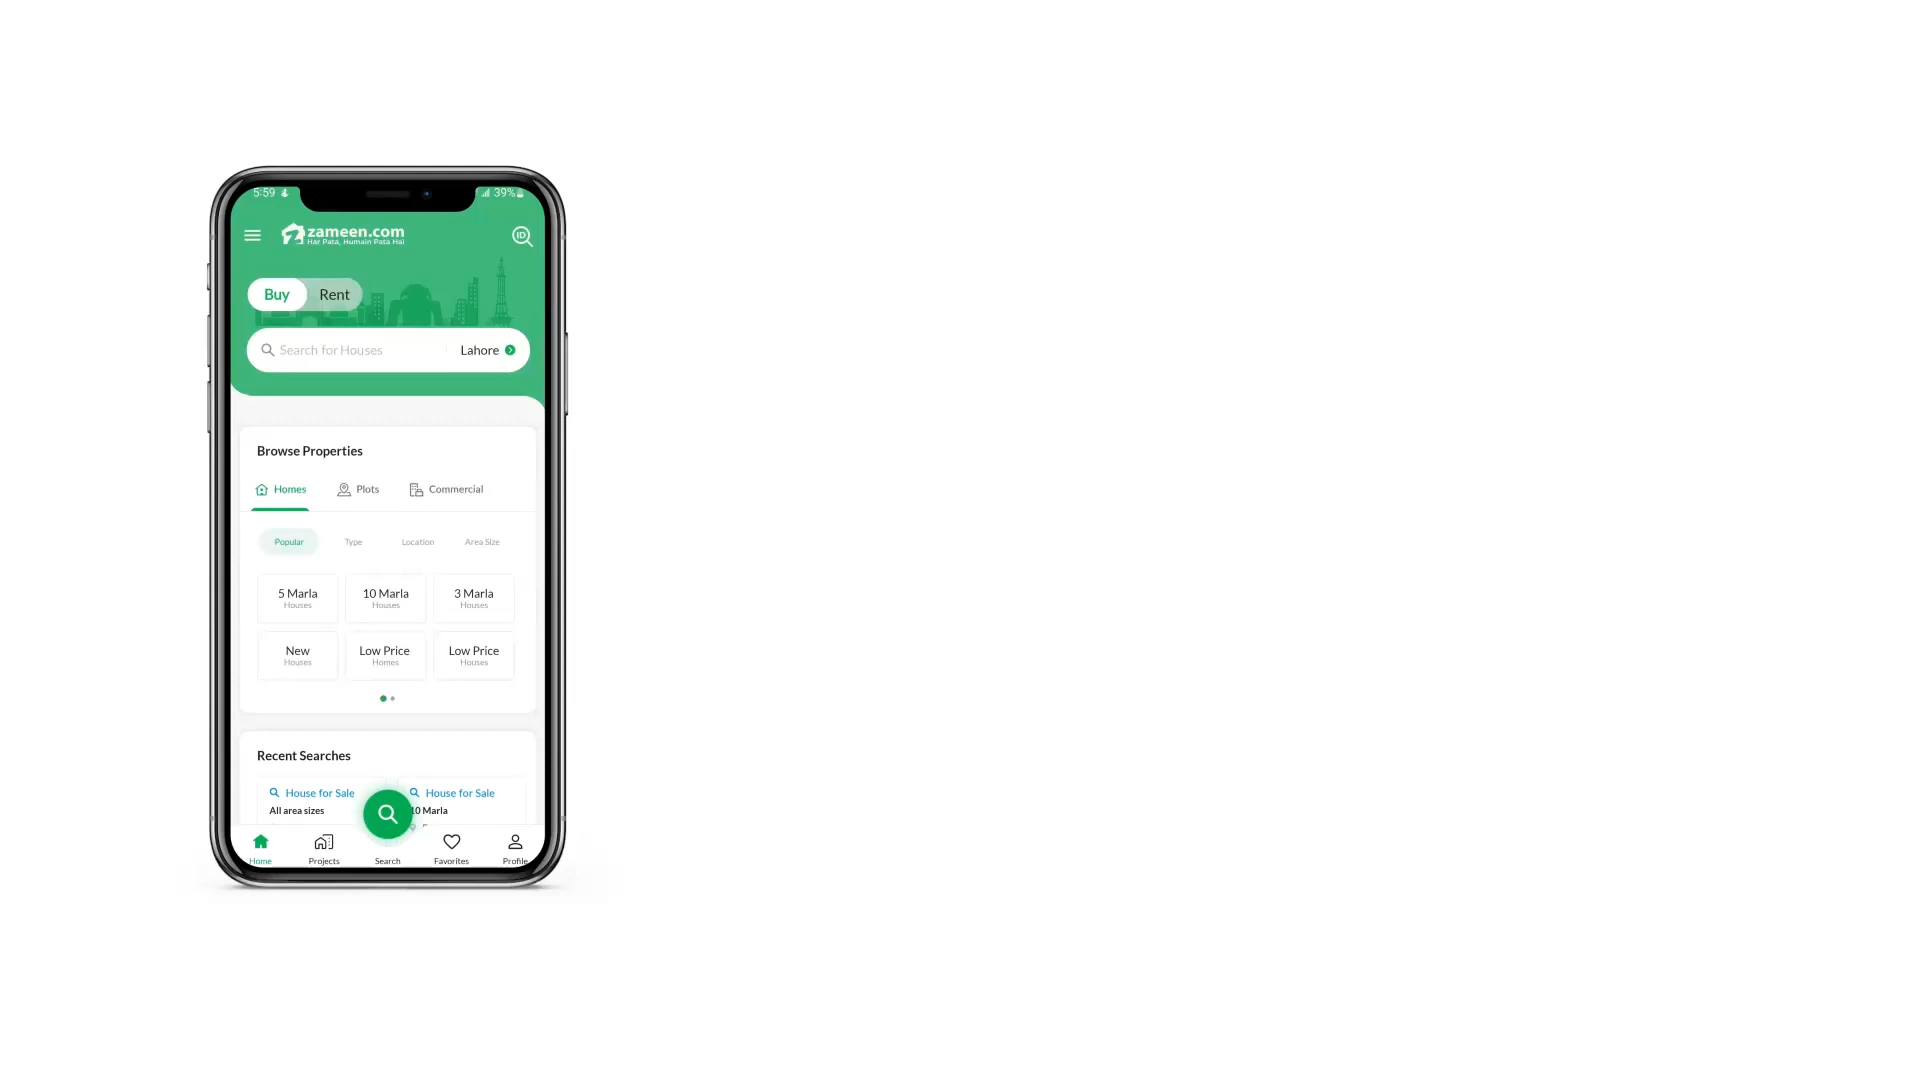 5:59
39%
zameen.com
Har Pata, Humain Pata Hai
ID
Buy Rent
Search for Houses Lahore
Browse Properties
Homes Plots Commercial
Popular Type Location Area Size
5 Marla 10 Marla 3 Marla
Houses Houses Houses
New Low Price Low Price
Houses Homes Houses
Recent Searches
House for Sale House for Sale
All area sizes 10 Marla
Home Projects Search Favorites Profile